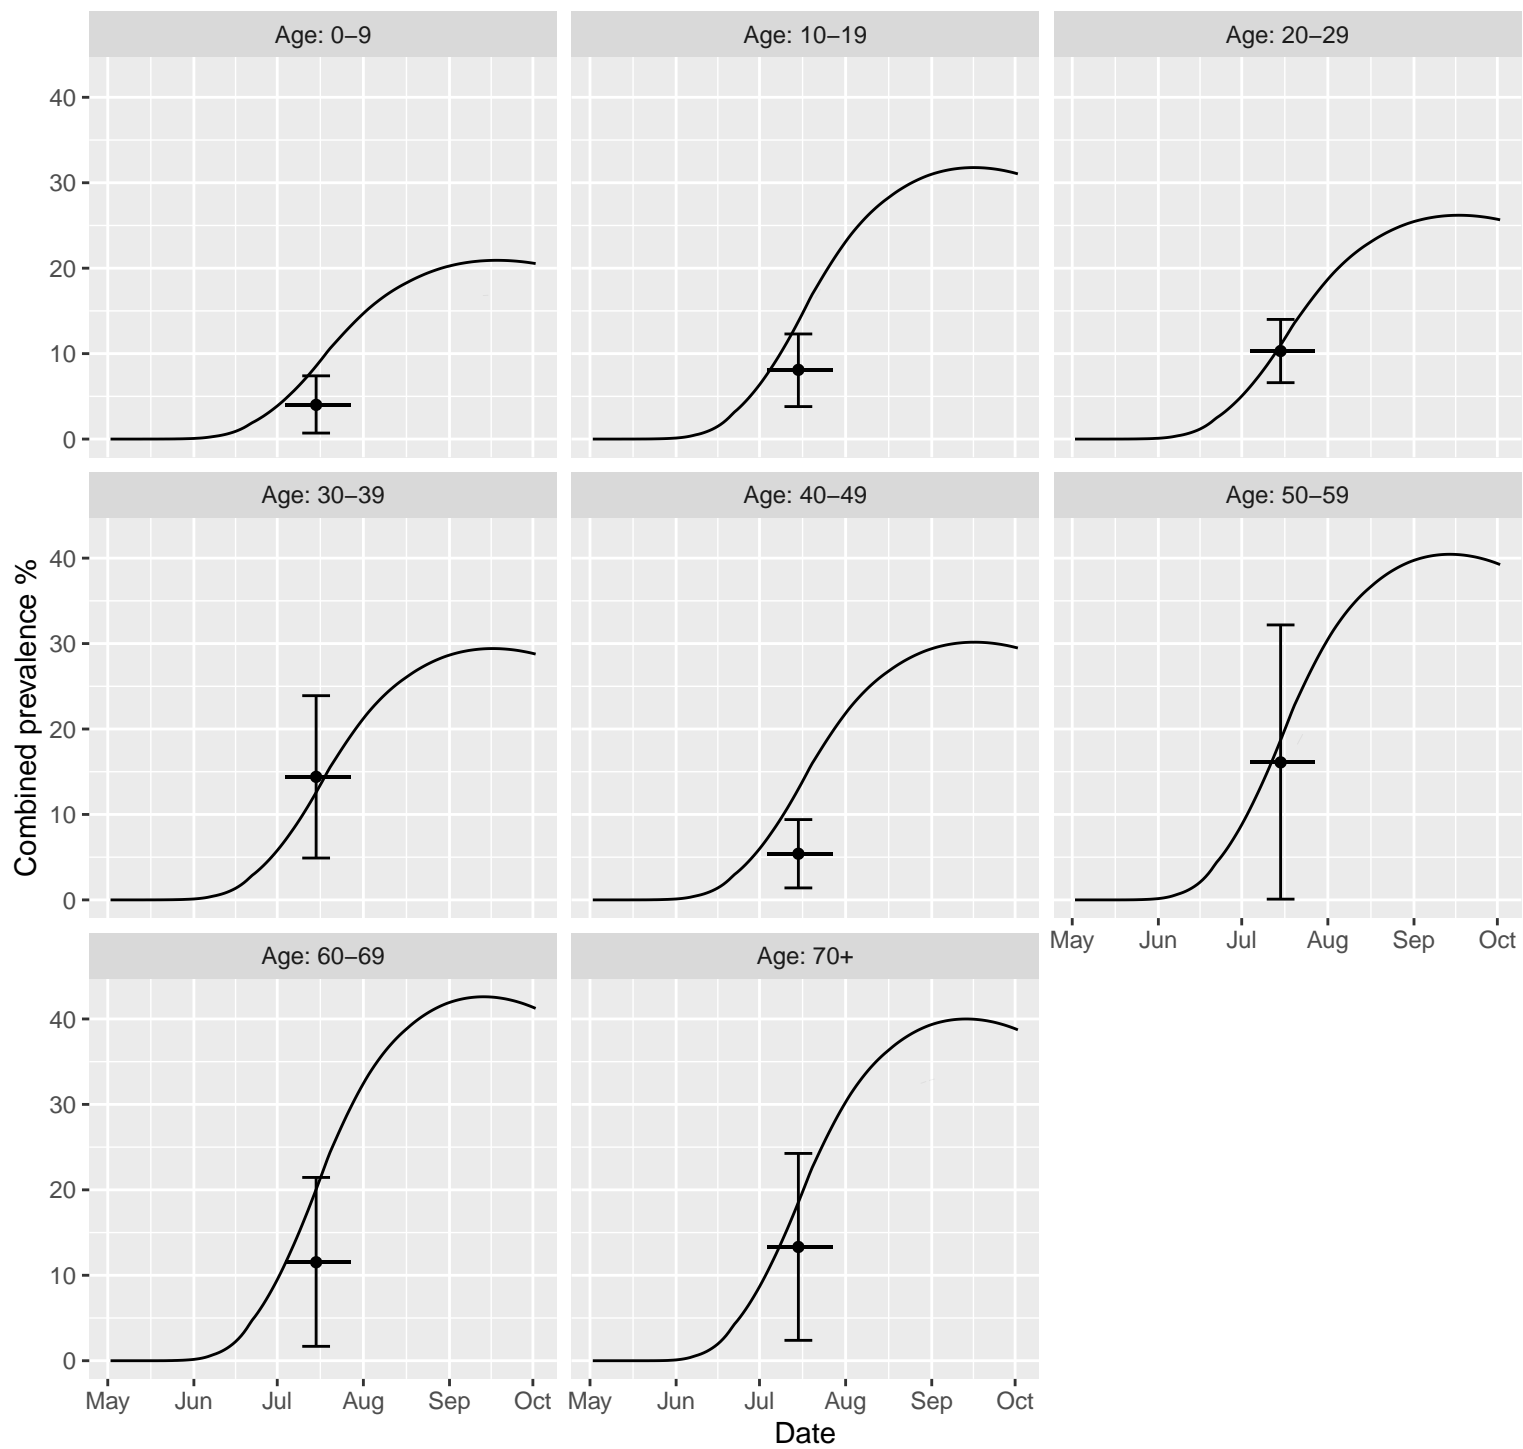 Age: 0–9
Age: 10–19
Age: 20–29
40
30
20
10
0
Age: 30–39
Age: 40–49
Age: 50–59
40
30
20
10
0
May Jun Jul Aug Sep Oct
Age: 60–69
Age: 70+
40
30
20
10
0
May Jun Jul Aug Sep Oct
May Jun Jul Aug Sep Oct
Date
Combined prevalence %